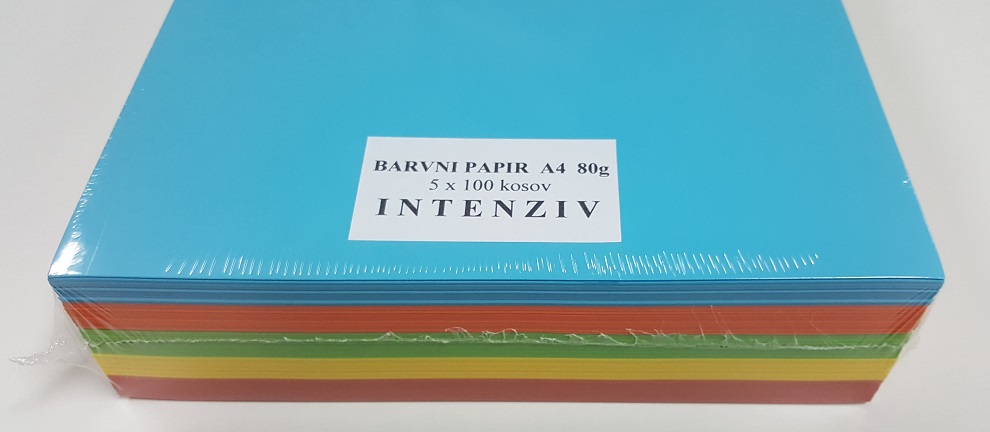 BARVNI PAPIR A4 80g
5 x 100 kosov
INTENZIV